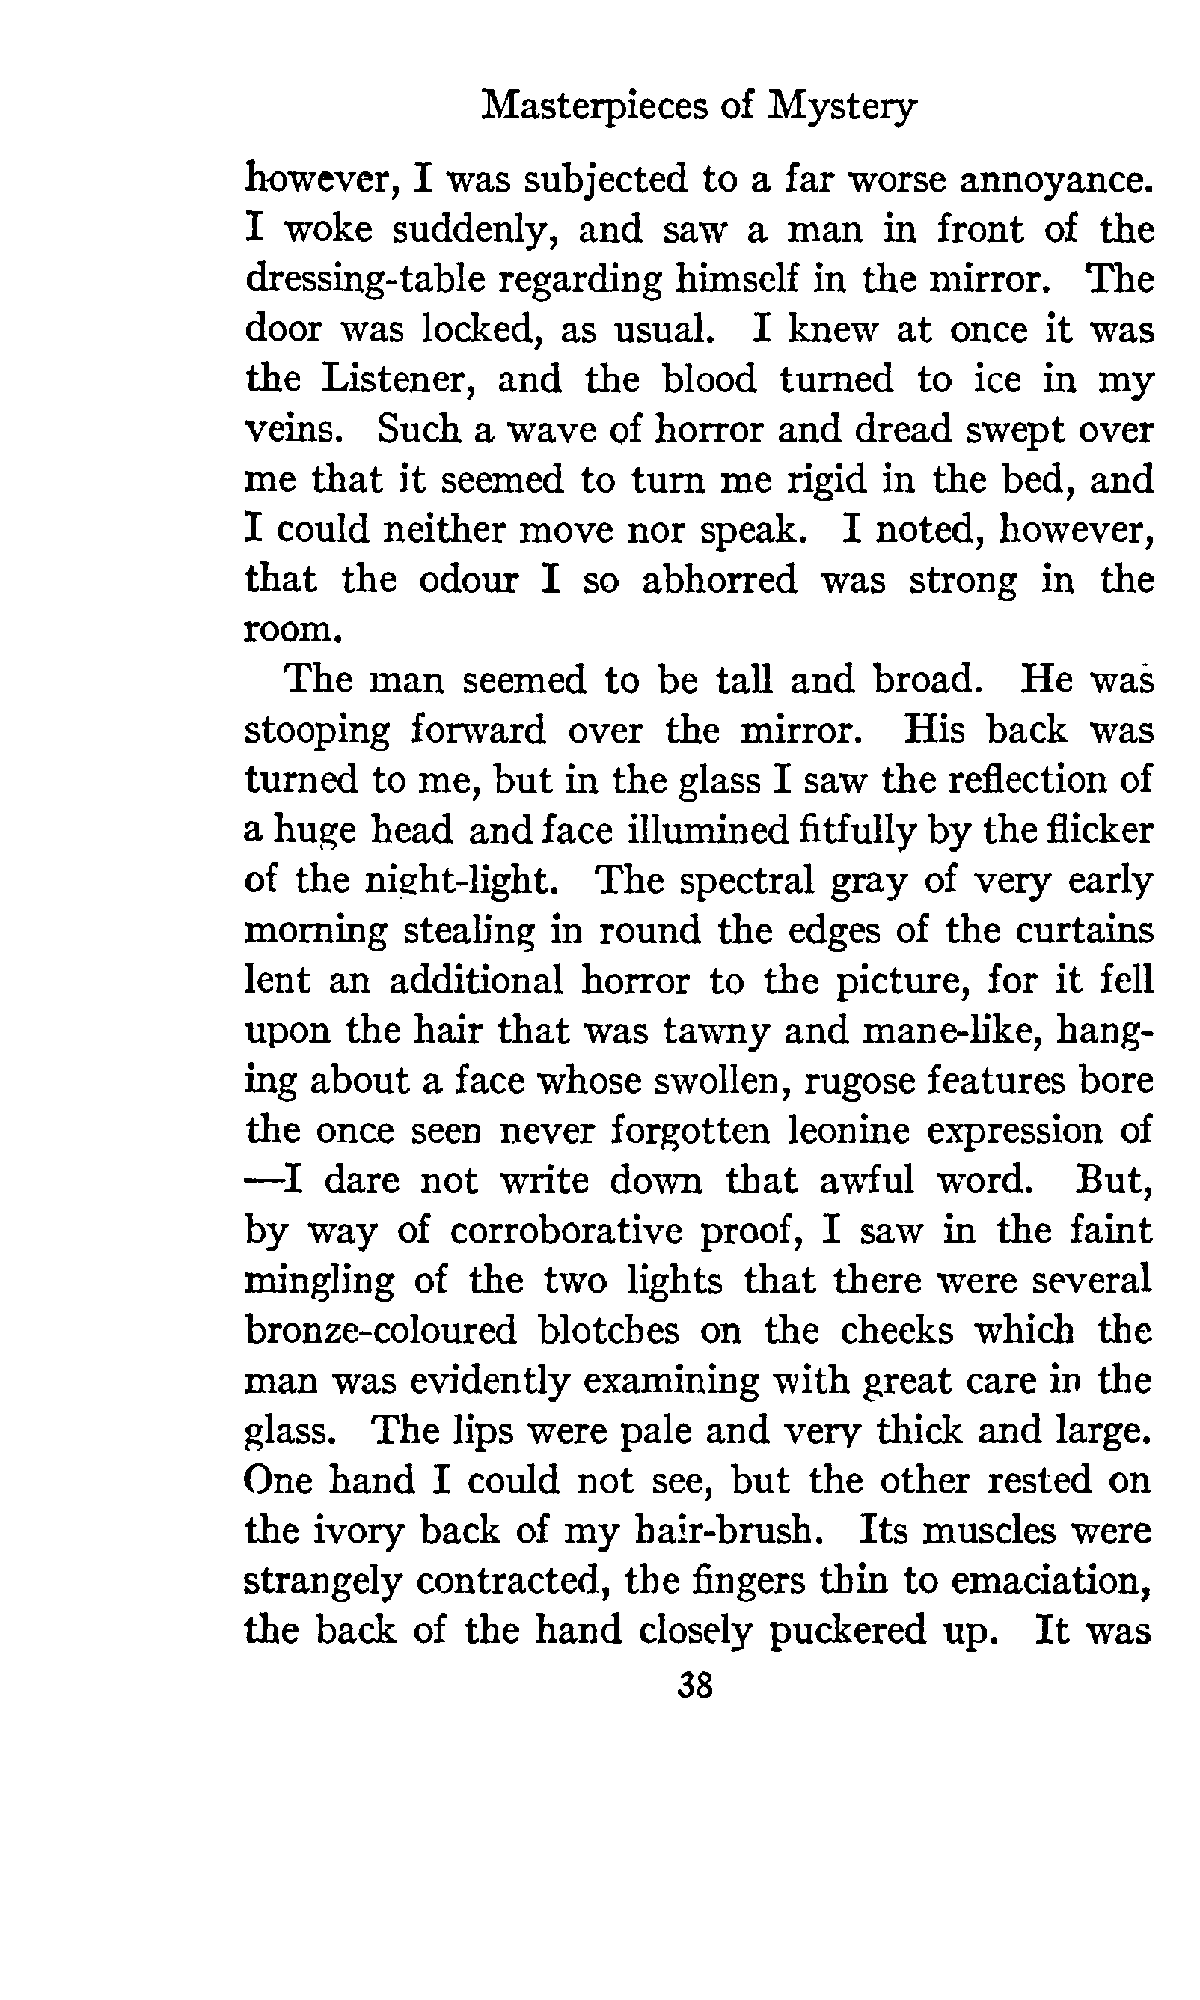 Masterpieces of Mystery
however, I was subjected to a far worse annoyance.
I woke suddenly, and saw a man in front of the
dressing-table regarding himself in the mirror. The
door was locked, as usual. I knew at once it was
the Listener, and the blood turned to ice in my
veins. Such a wave of horror and dread swept over
me that it seemed to turn me rigid in the bed, and
I could neither move nor speak. I noted, however,
that the odour I so abhorred was strong in the
room.
The man seemed to be tall and broad. He was
stooping forward over the mirror. His back was
turned to me, but in the glass I saw the reflection of
a huge head and face illumined fitfully by the flicker
of the night-light. The spectral gray of very early
morning stealing in round the edges of the curtains
lent an additional horror to the picture, for it fell
upon the hair that was tawny and mane-like, hang-
ing about a face whose swollen, rugose features bore
the once seen never forgotten leonine expression of
—I dare not write down that awful word. But,
by way of corroborative proof, I saw in the faint
mingling of the two lights that there were several
bronze-coloured blotches on the cheeks which the
man was evidently examining with great care in the
glass. The lips were pale and very thick and large.
One hand I could not see, but the other rested on
the ivory back of my hair-brush. Its muscles were
strangely contracted, the fingers thin to emaciation,
the back of the hand closely puckered up. It was
38